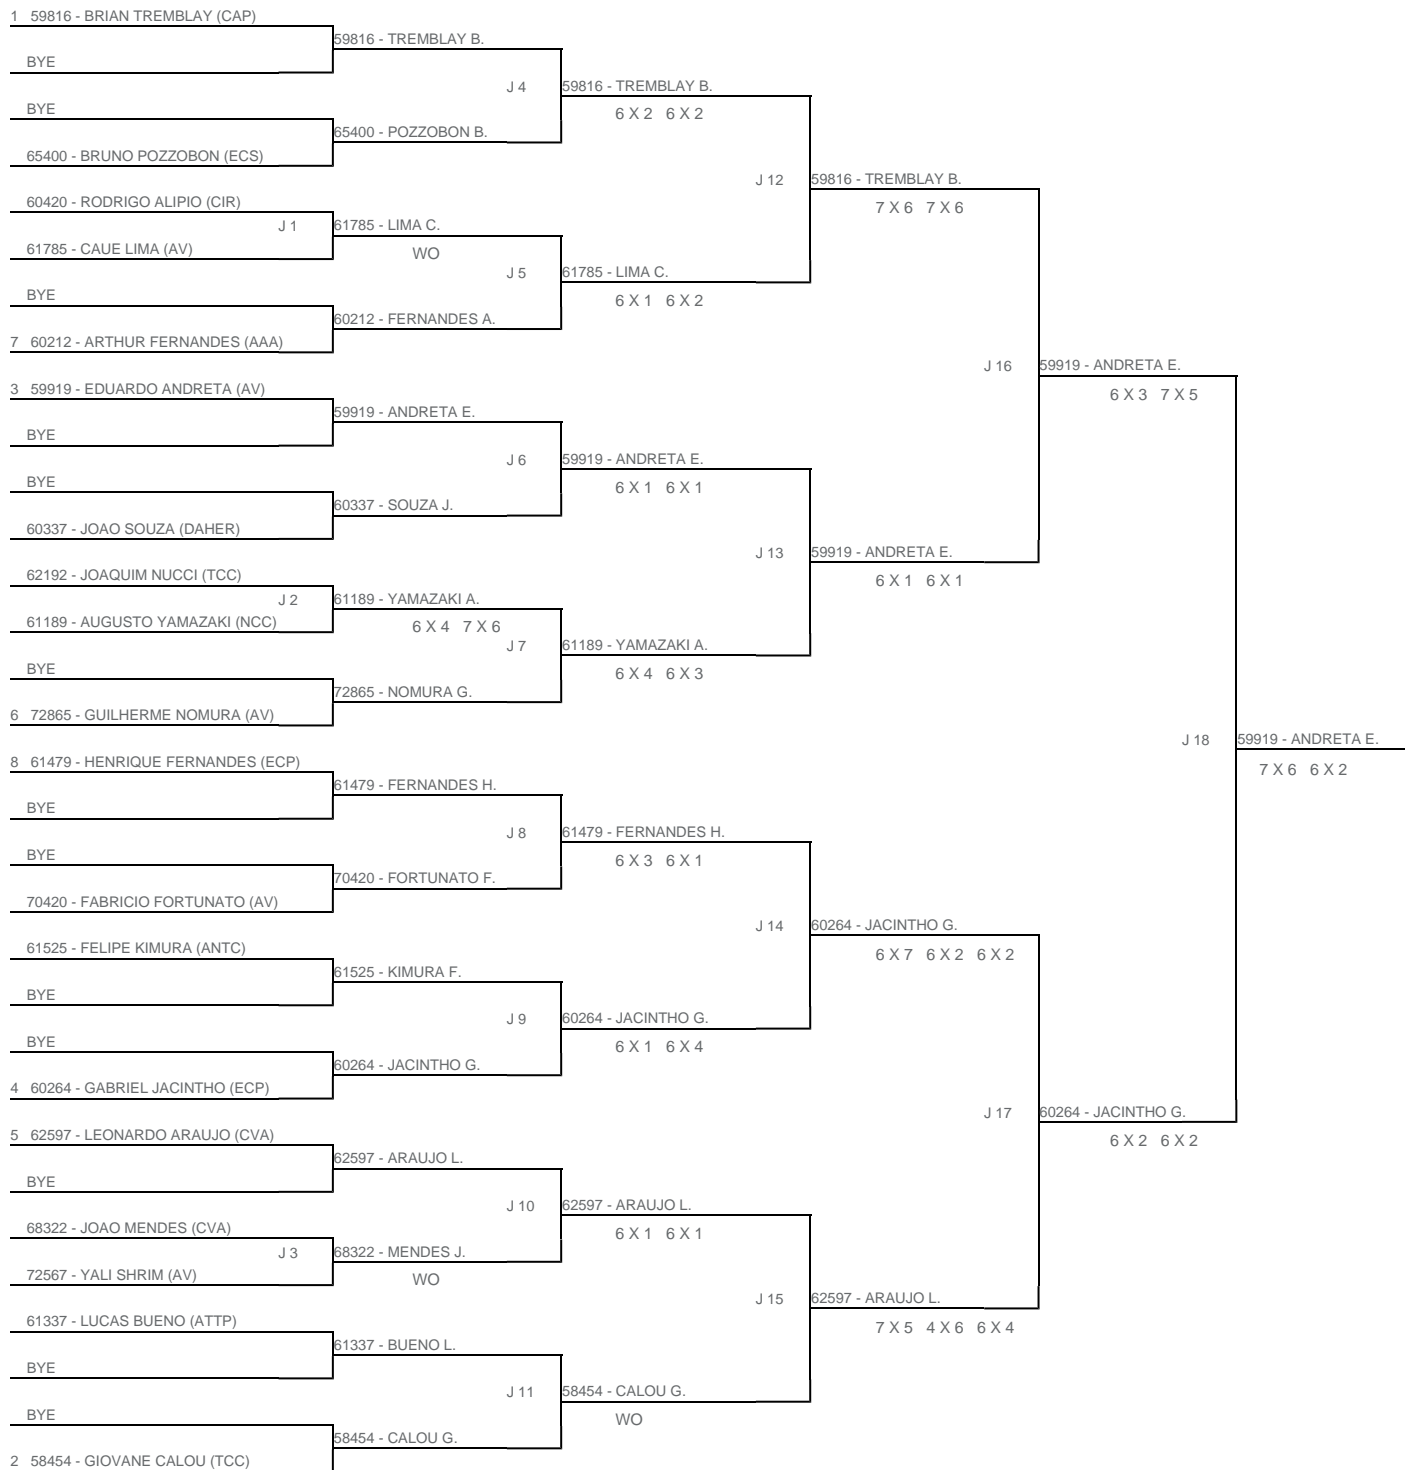 1 59816 - BRIAN TREMBLAY (CAP)
59816 - TREMBLAY B.
BYE
J 4
59816 - TREMBLAY B.
6 X 2 6 X 2
BYE
65400 - POZZOBON B.
65400 - BRUNO POZZOBON (ECS)
J 12
59816 - TREMBLAY B.
7 X 6 7 X 6
60420 - RODRIGO ALIPIO (CIR)
J 1
61785 - LIMA C.
WO
61785 - CAUE LIMA (AV)
J 5
61785 - LIMA C.
6 X 1 6 X 2
BYE
60212 - FERNANDES A.
7 60212 - ARTHUR FERNANDES (AAA)
J 16
59919 - ANDRETA E.
6 X 3 7 X 5
3 59919 - EDUARDO ANDRETA (AV)
59919 - ANDRETA E.
BYE
J 6
59919 - ANDRETA E.
6 X 1 6 X 1
BYE
60337 - SOUZA J.
60337 - JOAO SOUZA (DAHER)
J 13
59919 - ANDRETA E.
6 X 1 6 X 1
62192 - JOAQUIM NUCCI (TCC)
J 2
61189 - YAMAZAKI A.
6 X 4 7 X 6
61189 - AUGUSTO YAMAZAKI (NCC)
J 7
61189 - YAMAZAKI A.
6 X 4 6 X 3
BYE
72865 - NOMURA G.
6 72865 - GUILHERME NOMURA (AV)
J 18
59919 - ANDRETA E.
7 X 6 6 X 2
8 61479 - HENRIQUE FERNANDES (ECP)
61479 - FERNANDES H.
BYE
J 8
61479 - FERNANDES H.
6 X 3 6 X 1
BYE
70420 - FORTUNATO F.
70420 - FABRICIO FORTUNATO (AV)
J 14
60264 - JACINTHO G.
6 X 7 6 X 2 6 X 2
61525 - FELIPE KIMURA (ANTC)
61525 - KIMURA F.
BYE
J 9
60264 - JACINTHO G.
6 X 1 6 X 4
BYE
60264 - JACINTHO G.
4 60264 - GABRIEL JACINTHO (ECP)
J 17
60264 - JACINTHO G.
6 X 2 6 X 2
5 62597 - LEONARDO ARAUJO (CVA)
62597 - ARAUJO L.
BYE
J 10
62597 - ARAUJO L.
6 X 1 6 X 1
68322 - JOAO MENDES (CVA)
J 3
68322 - MENDES J.
WO
72567 - YALI SHRIM (AV)
J 15
62597 - ARAUJO L.
7 X 5 4 X 6 6 X 4
61337 - LUCAS BUENO (ATTP)
61337 - BUENO L.
BYE
J 11
58454 - CALOU G.
WO
BYE
58454 - CALOU G.
2 58454 - GIOVANE CALOU (TCC)